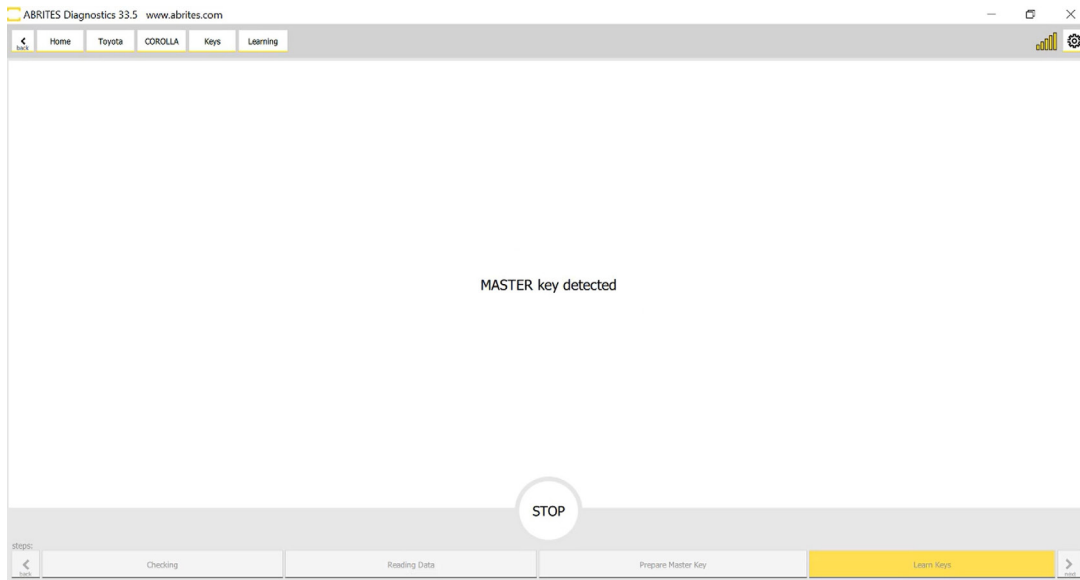 ABRITES Diagnostics 33.5 www.abrites.com
back Home Toyota COROLLA Keys Learning
MASTER key detected
STOP
steps:
back Checking Reading Data Prepare Master Key Learn Keys next